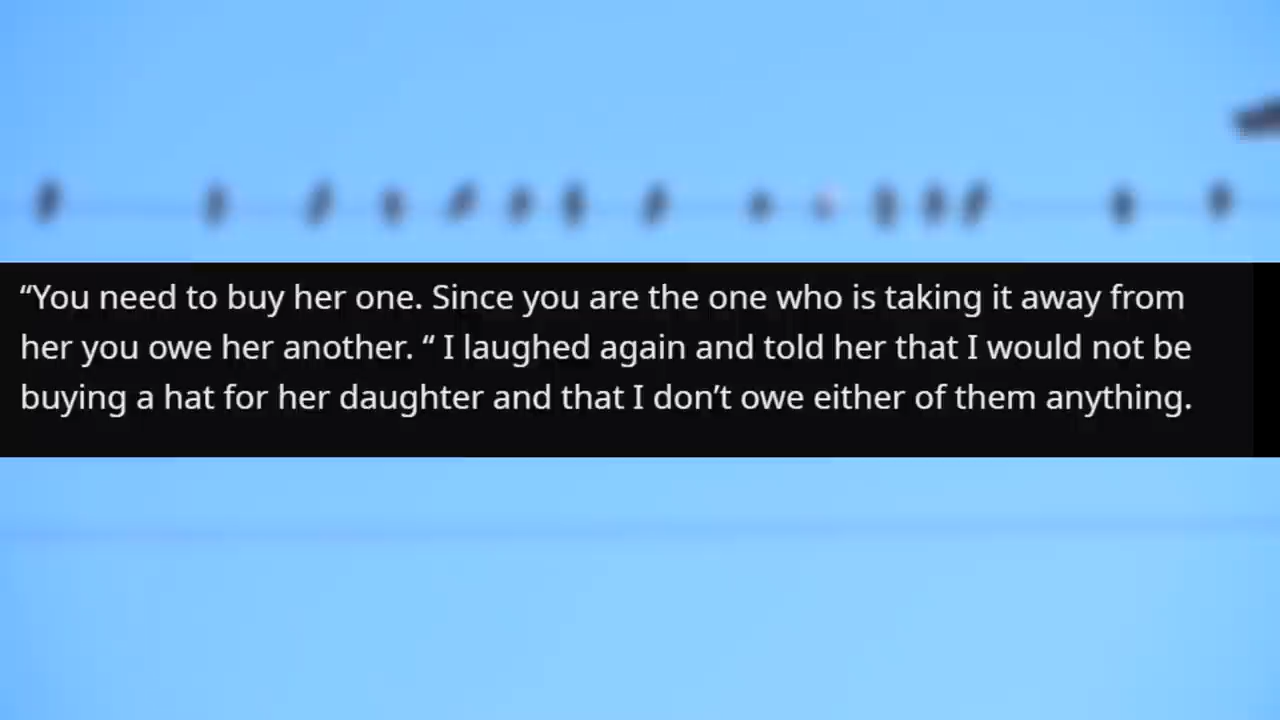 “You need to buy her one. Since you are the one who is taking it away from
her you owe her another. “ I laughed again and told her that I would not be
buying a hat for her daughter and that I don’t owe either of them anything.